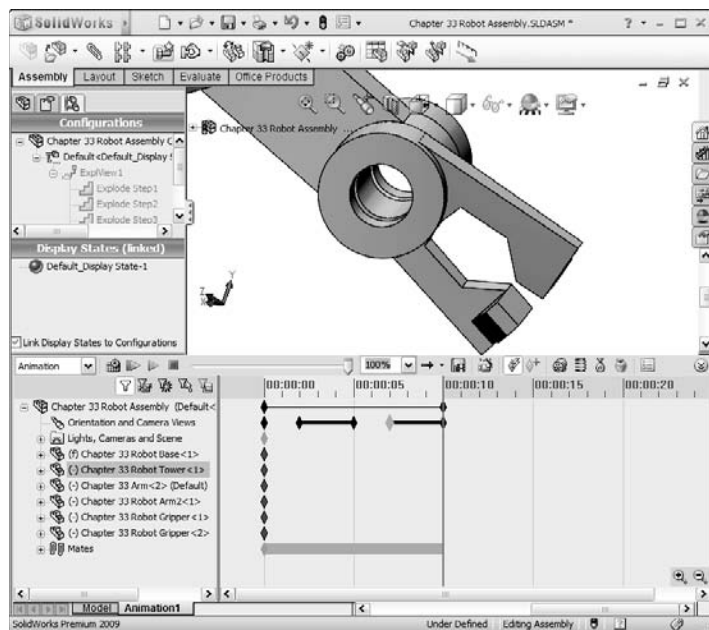 SolidWorks
Chapter 33 Robot Assembly.SLDASM *
?
Assembly Layout Sketch Evaluate Office Products
Configurations
Chapter 33 Robot Assembly C
Default<Default_Display S
ExplView1
Explode Step1
Explode Step2
Explode Step3
Display States (linked)
Default_Display State-1
Link Display States to Configurations
Chapter 33 Robot Assembly ...
Y
Z
X
Animation
100%
00:00:00 00:00:05 00:00:10 00:00:15 00:00:20
Chapter 33 Robot Assembly (Default<
Orientation and Camera Views
Lights, Cameras and Scene
(f) Chapter 33 Robot Base<1>
(-) Chapter 33 Robot Tower<1>
(-) Chapter 33 Arm<2> (Default)
(-) Chapter 33 Robot Arm2<1>
(-) Chapter 33 Robot Gripper<1>
(-) Chapter 33 Robot Gripper<2>
Mates
Model Animation1
SolidWorks Premium 2009 Under Defined Editing Assembly ?